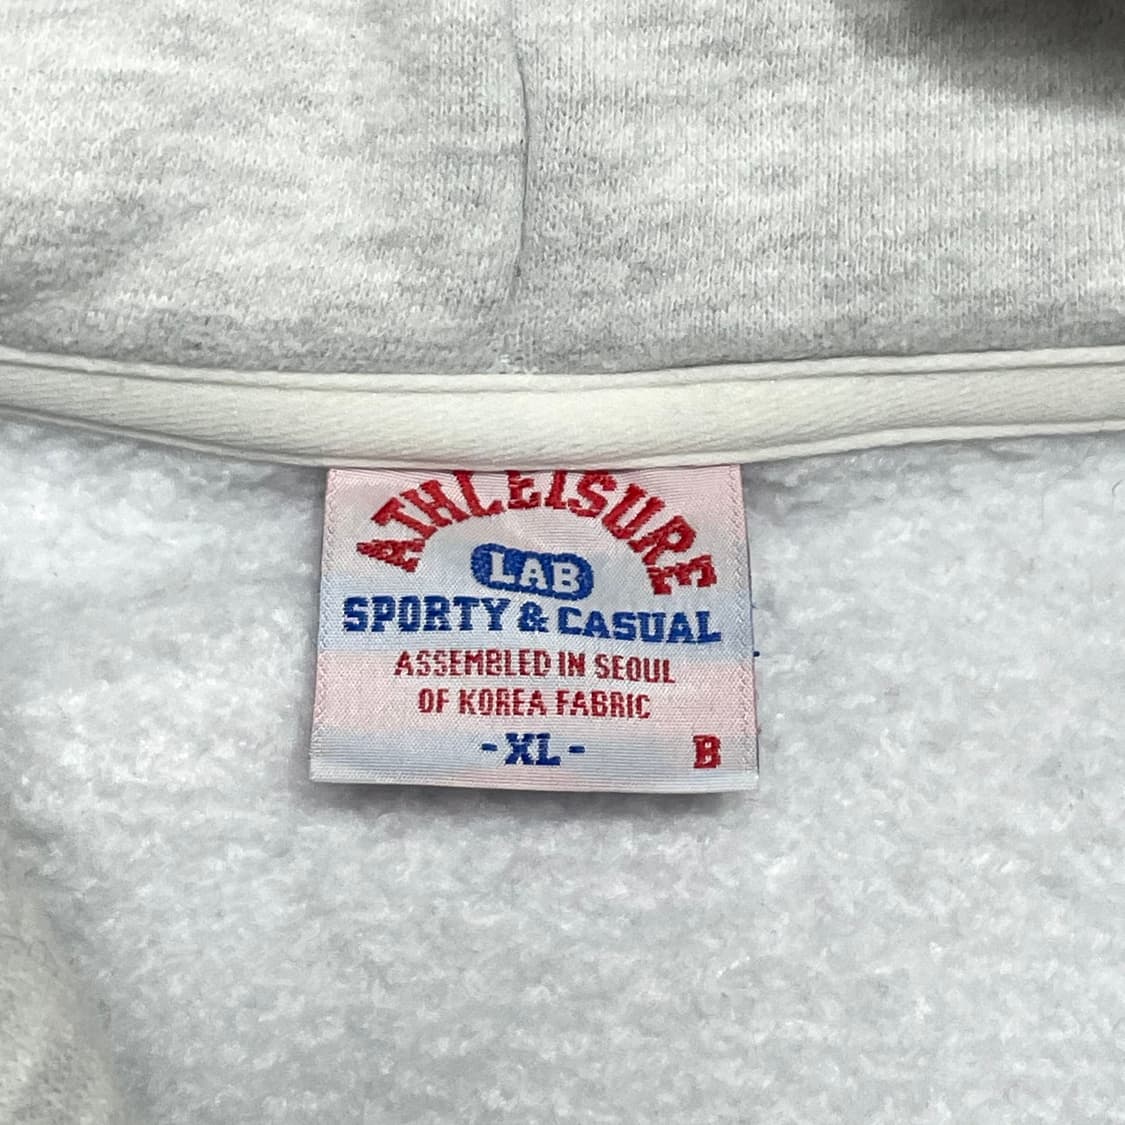 ATHLEISURE
LAB
SPORTY & CASUAL
ASSEMBLED IN SEOUL
OF KOREA FABRIC
-XL- B